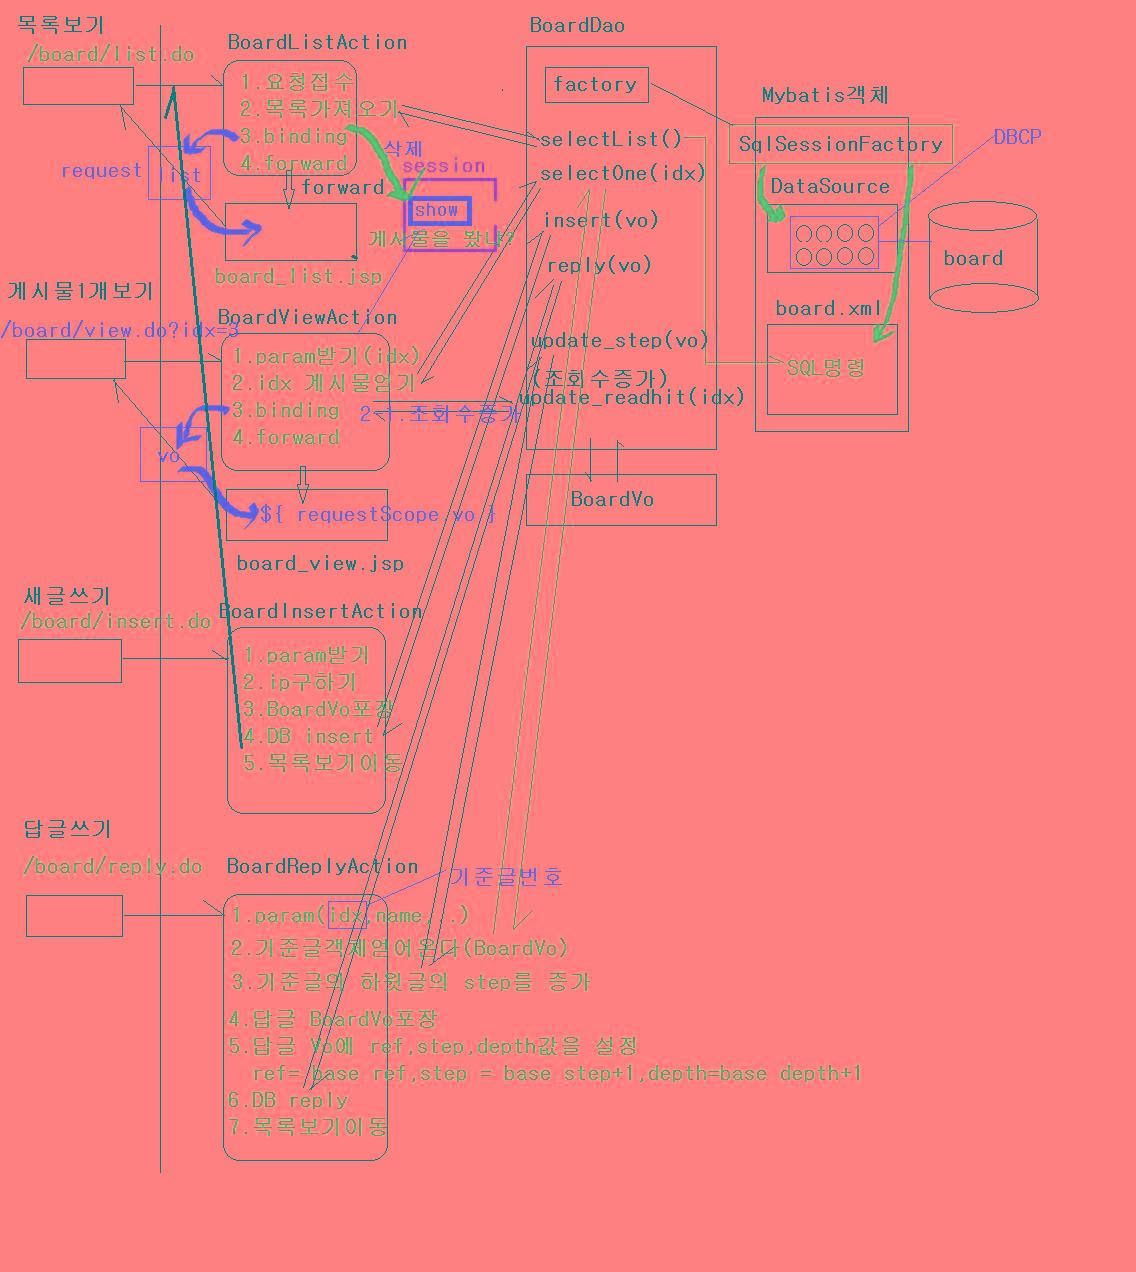 목록보기
/board/list.do
BoardListAction
1.요청접수
2.목록가져오기
3.binding
4.forward
request
list
forward
board_list.jsp
삭제
session
show
게시물을 봤냐?
게시물1개보기
/board/view.do?idx=3
BoardViewAction
1.param받기(idx)
2.idx 게시물얻기
3.binding
4.forward
2-1.조회수증가
vo
${ requestScope.vo }
board_view.jsp
새글쓰기
/board/insert.do
BoardInsertAction
1.param받기
2.ip구하기
3.BoardVo포장
4.DB insert
5.목록보기이동
답글쓰기
/board/reply.do
BoardReplyAction
기준글번호
1.param(idx,name,..)
2.기준글객체얻어온다(BoardVo)
3.기준글의 하윗글의 step를 증가
4.답글 BoardVo포장
5.답글 Vo에 ref,step,depth값을 설정
ref= base ref,step = base step+1,depth=base depth+1
6.DB reply
7.목록보기이동
BoardDao
factory
selectList()
selectOne(idx)
insert(vo)
reply(vo)
update_step(vo)
(조회수증가)
update_readhit(idx)
BoardVo
Mybatis객체
SqlSessionFactory
DBCP
DataSource
board
board.xml
SQL명령